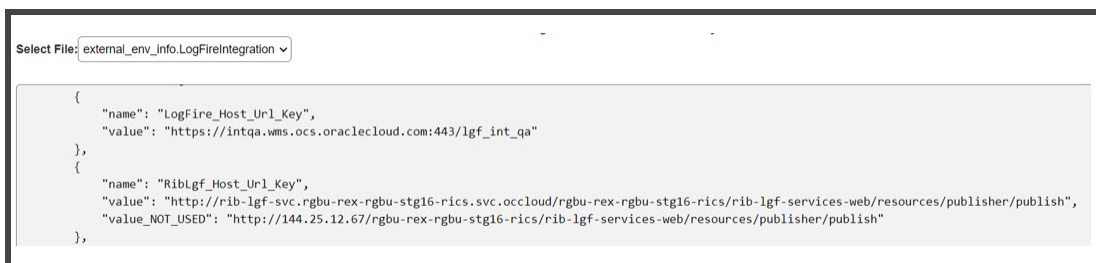 Select File: external_env_info.LogFireIntegration
{
"name": "LogFire_Host_Url_Key",
"value": "https://intqa.wms.ocs.oraclecloud.com:443/lgf_int_qa"
},
{
"name": "RibLgf_Host_Url_Key",
"value": "http://rib-lgf-svc.rgbu-rex-rgbu-stg16-rics.svc.occloud/rgbu-rex-rgbu-stg16-rics/rib-lgf-services-web/resources/publisher/publish",
"value_NOT_USED": "http://144.25.12.67/rgbu-rex-rgbu-stg16-rics/rib-lgf-services-web/resources/publisher/publish"
},